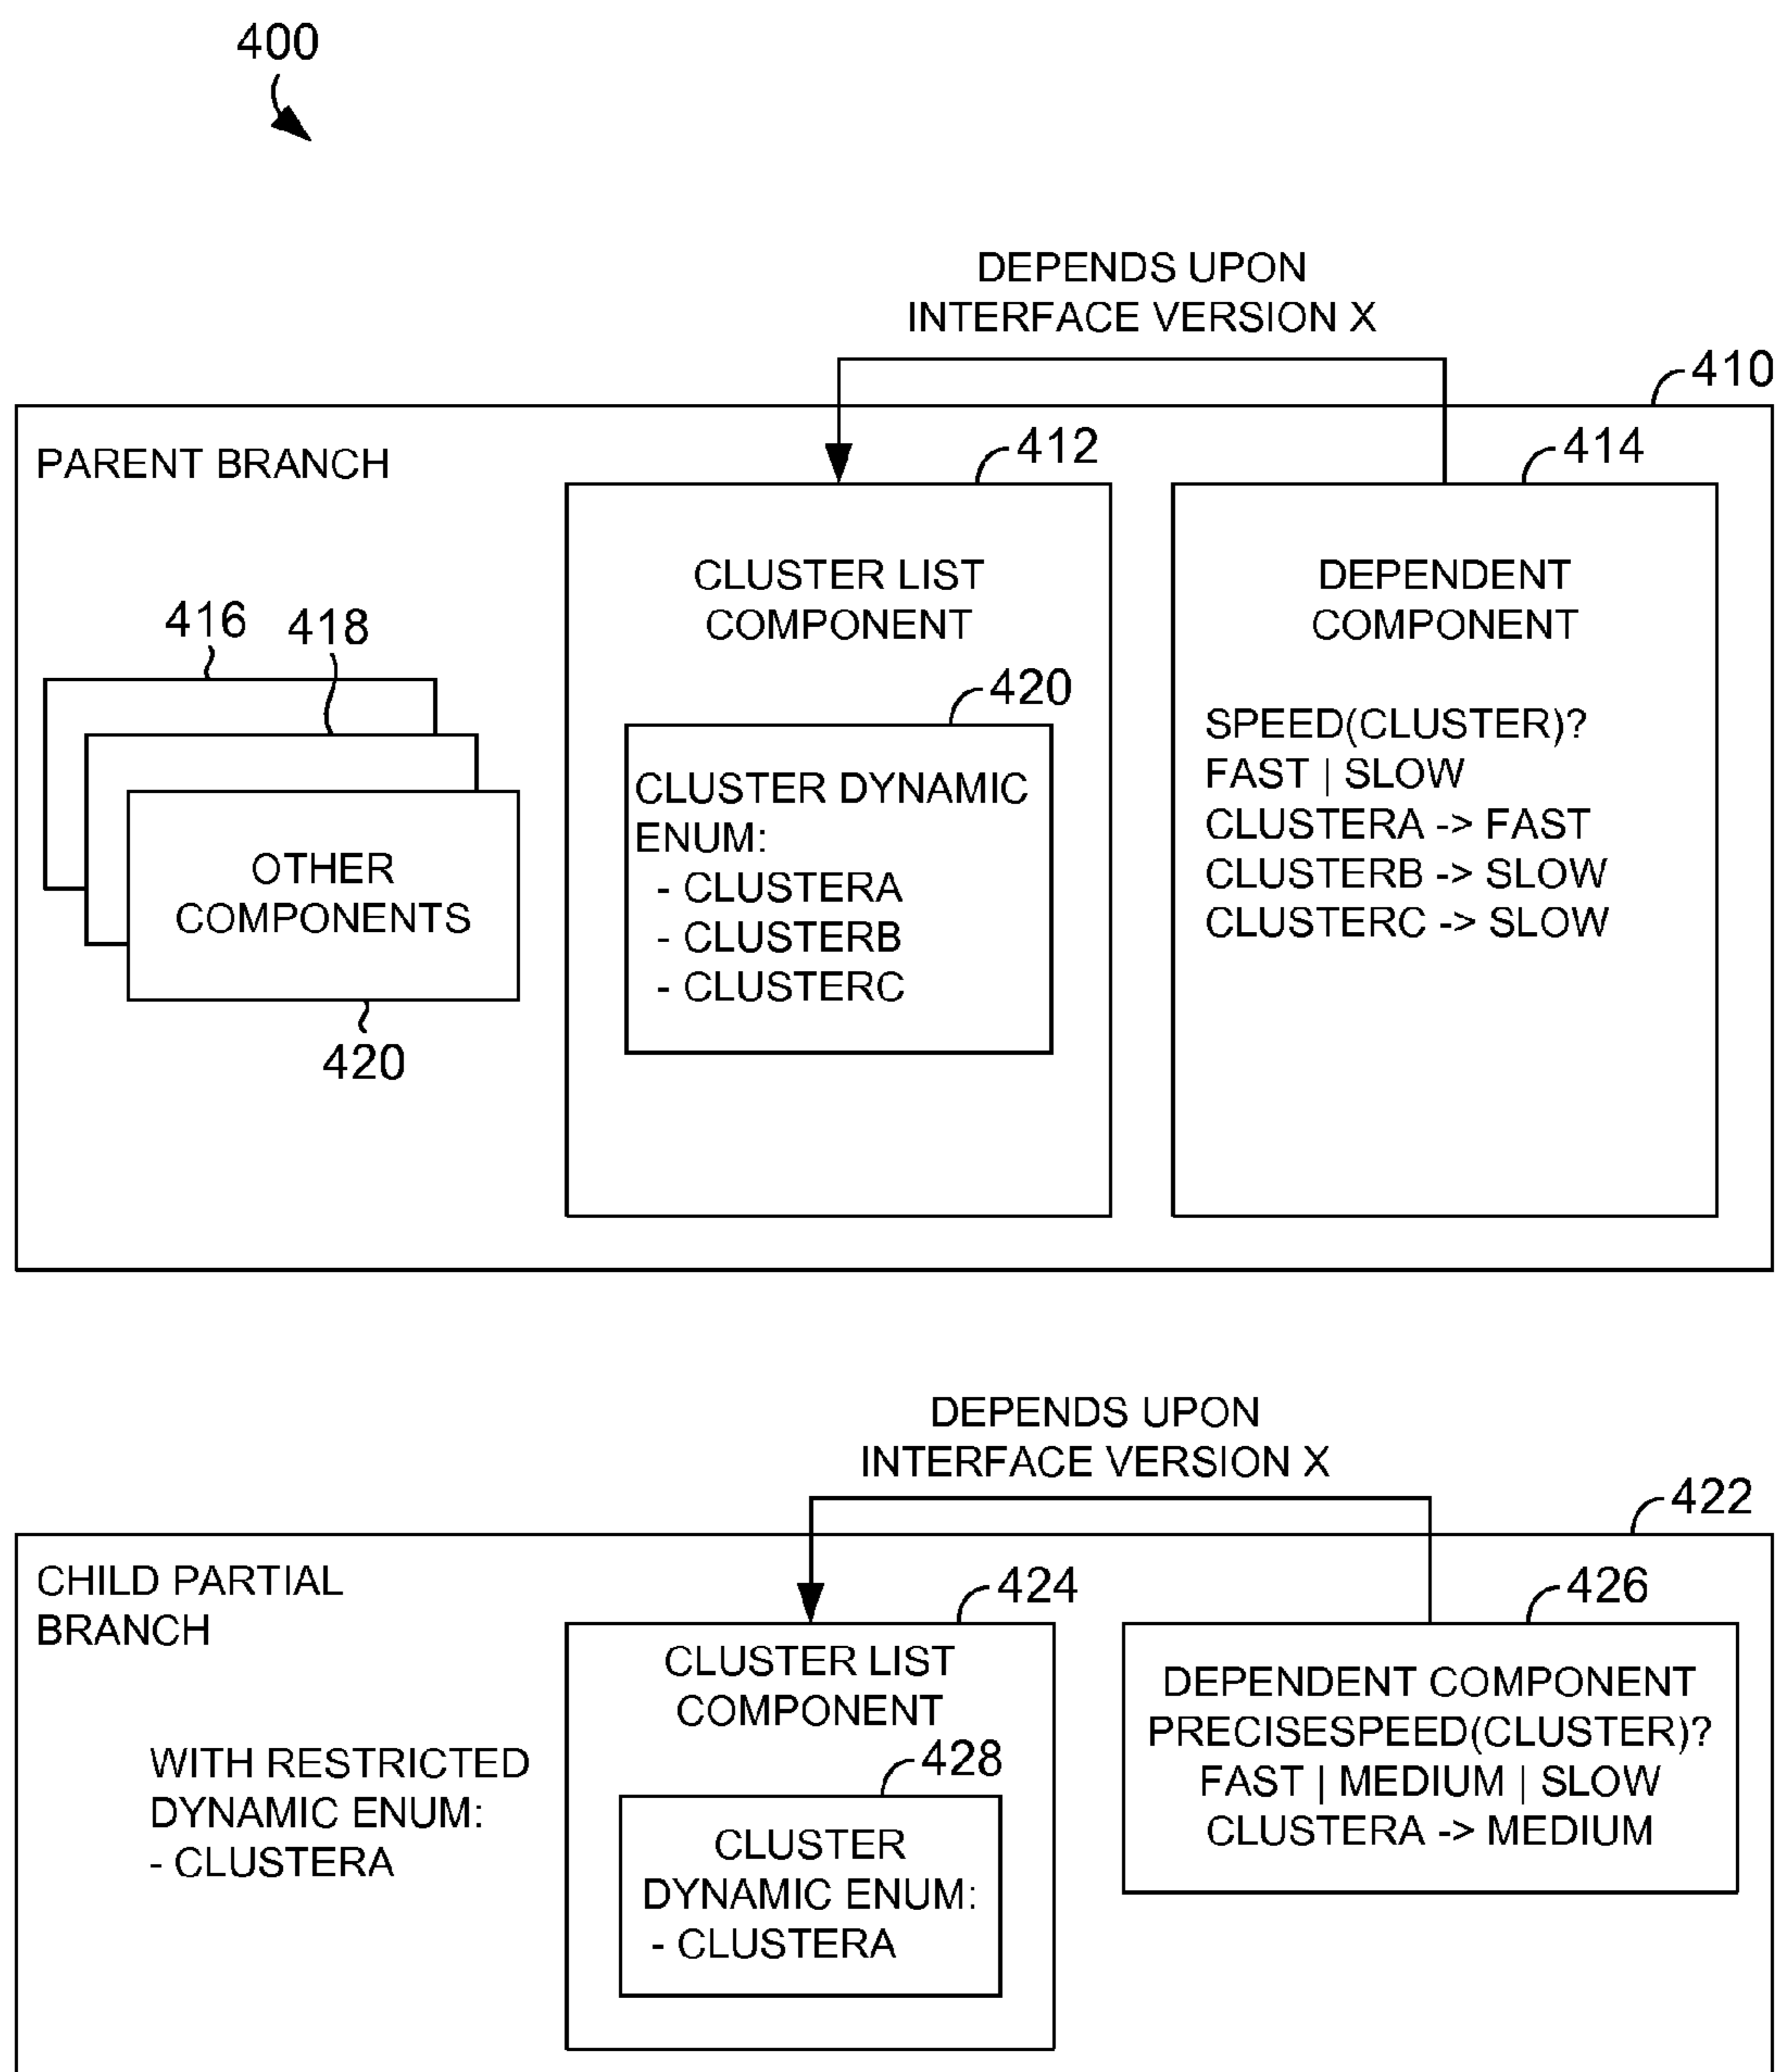 400
DEPENDS UPON
INTERFACE VERSION X
410
PARENT BRANCH
412
414
CLUSTER LIST
COMPONENT
DEPENDENT
COMPONENT
416
418
420
CLUSTER DYNAMIC
ENUM:
- CLUSTERA
- CLUSTERB
- CLUSTERC
SPEED(CLUSTER)?
FAST | SLOW
CLUSTERA -> FAST
CLUSTERB -> SLOW
CLUSTERC -> SLOW
OTHER
COMPONENTS
420
DEPENDS UPON
INTERFACE VERSION X
422
CHILD PARTIAL
BRANCH
424
426
CLUSTER LIST
COMPONENT
DEPENDENT COMPONENT
PRECISESPEED(CLUSTER)?
FAST | MEDIUM | SLOW
CLUSTERA -> MEDIUM
WITH RESTRICTED
DYNAMIC ENUM:
- CLUSTERA
428
CLUSTER
DYNAMIC ENUM:
- CLUSTERA